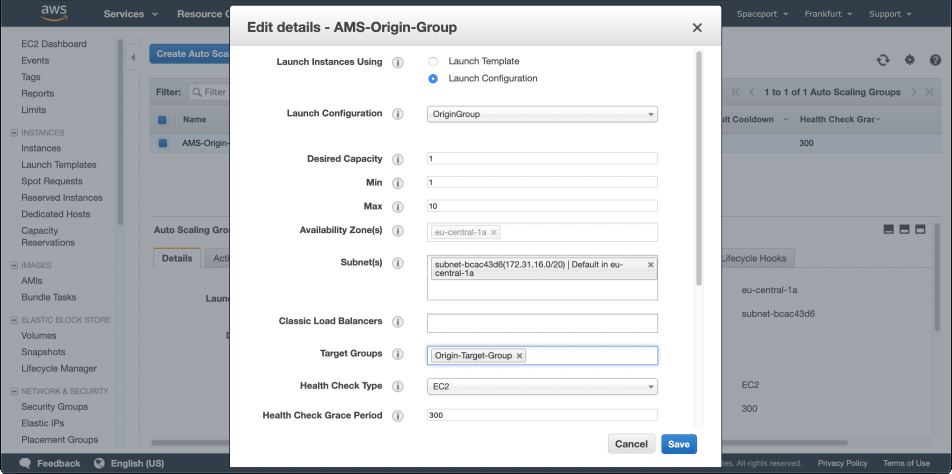 aws
Services
Resource G
Spaceport
Frankfurt
Support
EC2 Dashboard
Events
Tags
Reports
Limits
INSTANCES
Instances
Launch Templates
Spot Requests
Reserved Instances
Dedicated Hosts
Capacity
Reservations
IMAGES
AMIs
Bundle Tasks
ELASTIC BLOCK STORE
Volumes
Snapshots
Lifecycle Manager
NETWORK & SECURITY
Security Groups
Elastic IPs
Placement Groups
Create Auto Sca
Filter:
Filter
1 to 1 of 1 Auto Scaling Groups
Name
ult Cooldown
Health Check Grac
AMS-Origin-
300
Auto Scaling Grou
Details
Acti
Lifecycle Hooks
Laun
D
eu-central-1a
subnet-bcac43d6
EC2
300
Edit details - AMS-Origin-Group
Launch Instances Using
Launch Template
Launch Configuration
Launch Configuration
OriginGroup
Desired Capacity
1
Min
1
Max
10
Availability Zone(s)
eu-central-1a
Subnet(s)
subnet-bcac43d6(172.31.16.0/20) | Default in eu-
central-1a
Classic Load Balancers
Target Groups
Origin-Target-Group
Health Check Type
EC2
Health Check Grace Period
300
Cancel
Save
Feedback
English (US)
tes. All rights reserved.
Privacy Policy
Terms of Use